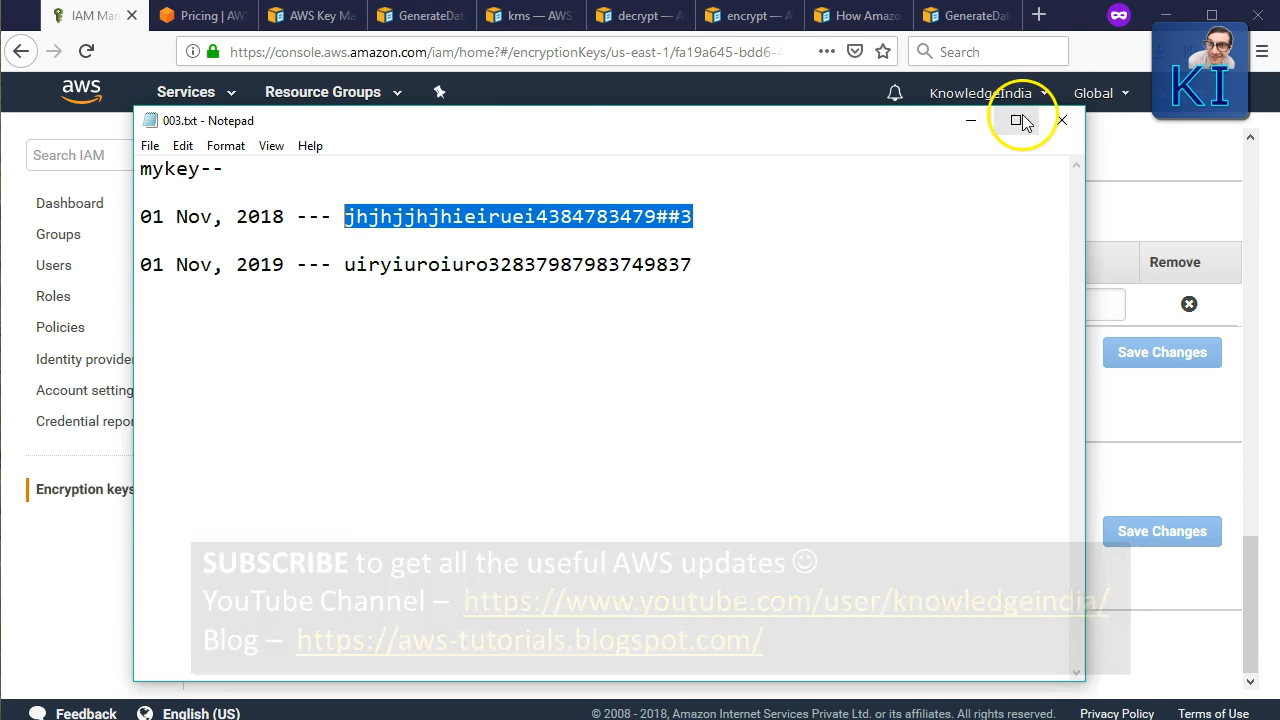 IAM Man
Pricing | AW
AWS Key Ma
GenerateDat
kms — AWS
decrypt — A
encrypt — A
How Amazo
GenerateDat
https://console.aws.amazon.com/iam/home?#/encryptionKeys/us-east-1/fa19a645-bdd6-4
Search
aws
Services
Resource Groups
KnowledgeIndia
Global
KI
003.txt - Notepad
File Edit Format View Help
mykey--
01 Nov, 2018 --- jhjhjjhjhieiruei4384783479##3
01 Nov, 2019 --- uiryiuroiuro32837987983749837
Search IAM
Dashboard
Groups
Users
Roles
Policies
Identity provide
Account setting
Credential repor
Encryption keys
Remove
Save Changes
Save Changes
SUBSCRIBE to get all the useful AWS updates
YouTube Channel – https://www.youtube.com/user/knowledgeindia/
Blog – https://aws-tutorials.blogspot.com/
Feedback
English (US)
© 2008 - 2018, Amazon Internet Services Private Ltd. or its affiliates. All rights reserved.
Privacy Policy
Terms of Use